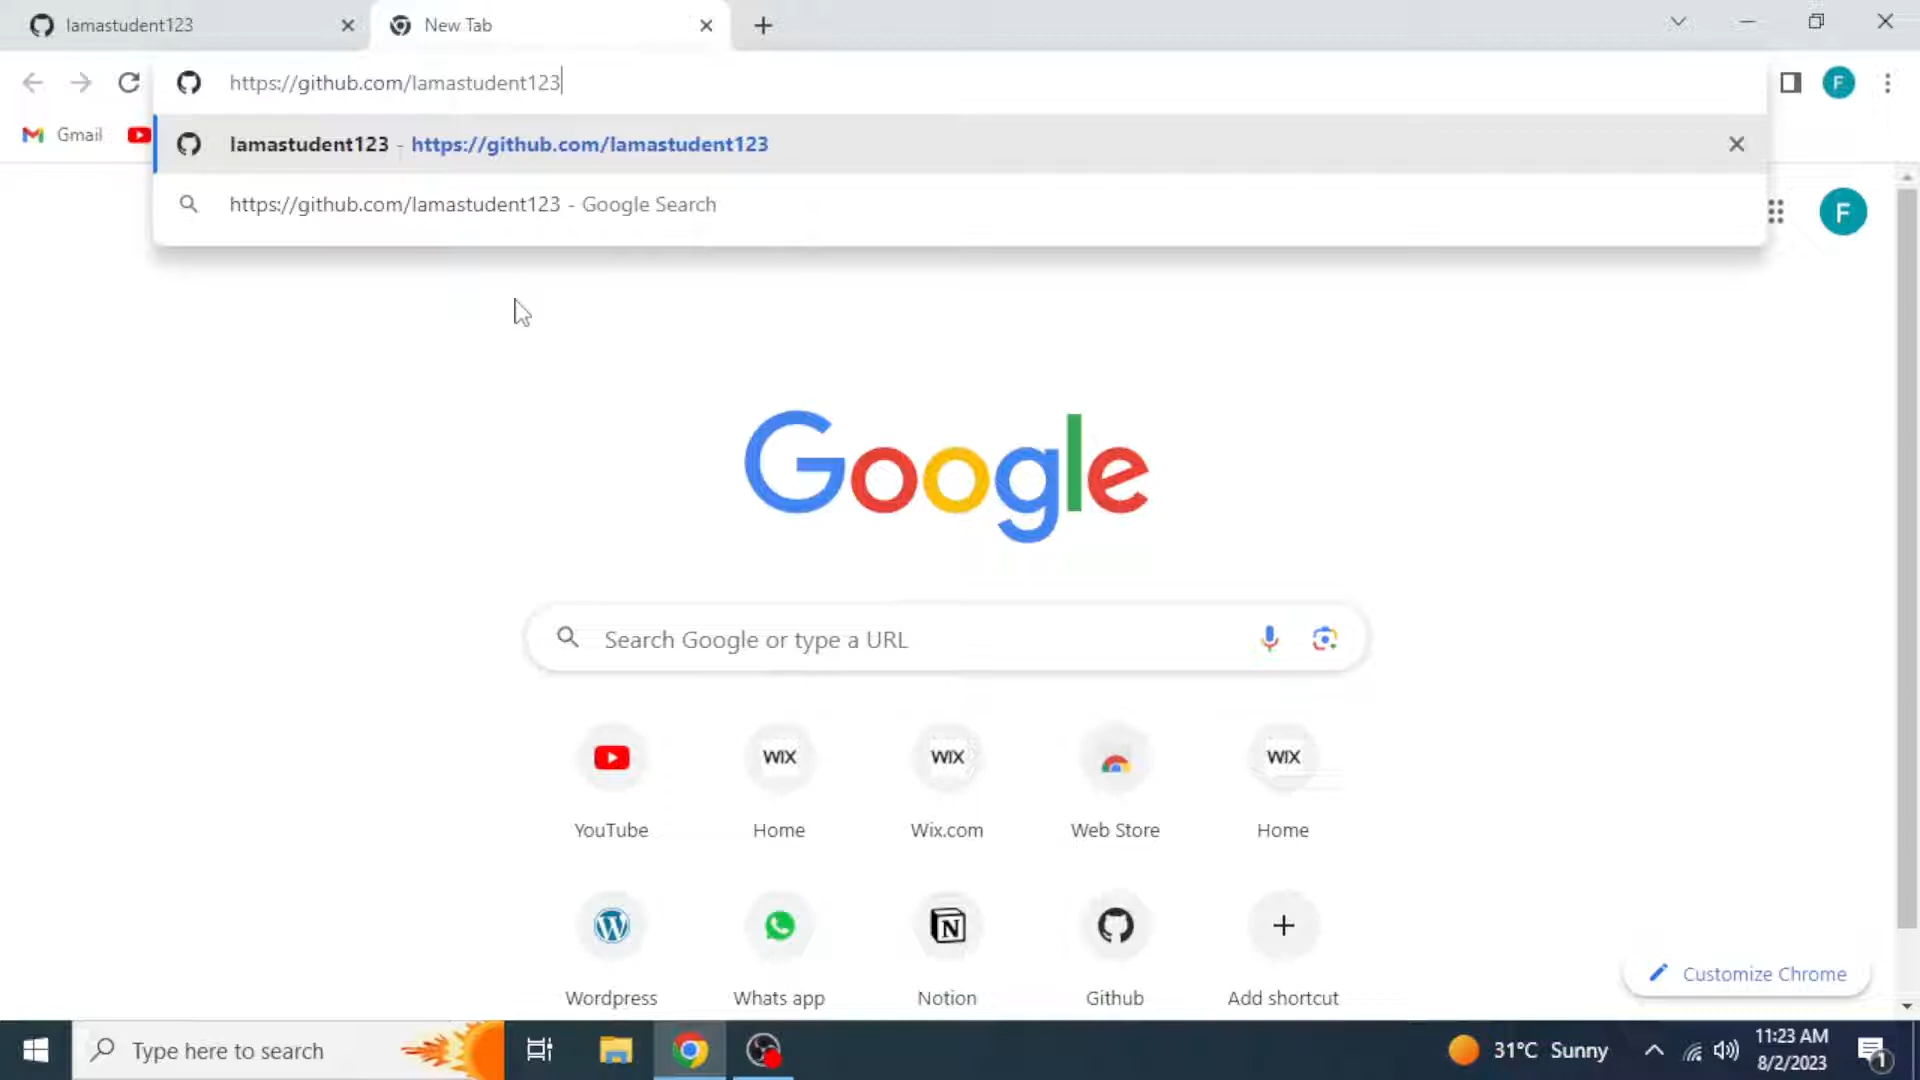 lamastudent123
New Tab
https://github.com/lamastudent123
Gmail
lamastudent123 - https://github.com/lamastudent123
https://github.com/lamastudent123 - Google Search
F
F
Google
Search Google or type a URL
WIX
WIX
WIX
YouTube
Home
Wix.com
Web Store
Home
Wordpress
Whats app
Notion
Github
Add shortcut
Customize Chrome
Type here to search
31°C Sunny
11:23 AM
8/2/2023
1